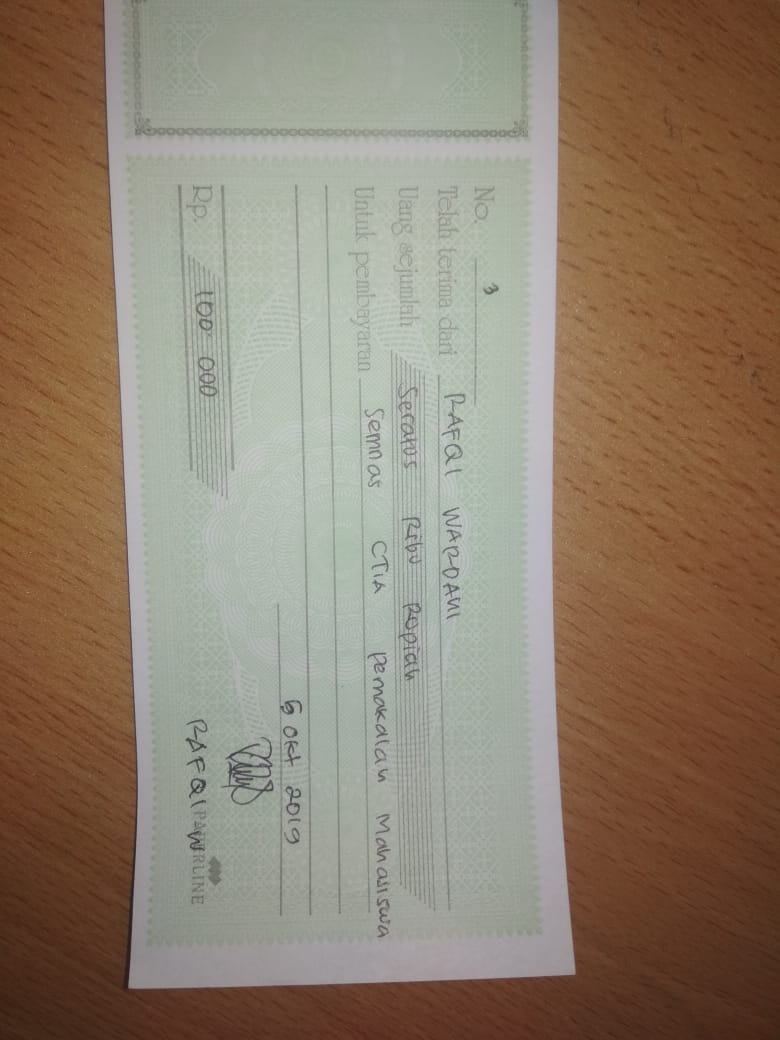 No. 3
Telah terima dari RAFQI WARDANI
Uang sejumlah Seratus Ribu Rupiah
Untuk pembayaran Semnas CTIA pemakalah Mahasiswa
5 Okt 2019
Rp. 100.000
RAFQI W
PAPERLINE